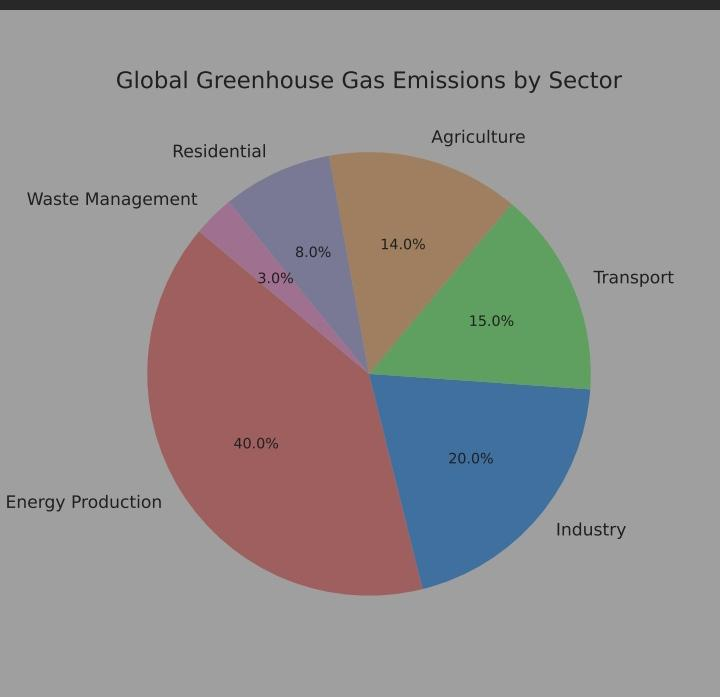 Global Greenhouse Gas Emissions by Sector
Agriculture
Residential
Waste Management
14.0%
8.0%
3.0%
Transport
15.0%
40.0%
20.0%
Energy Production
Industry